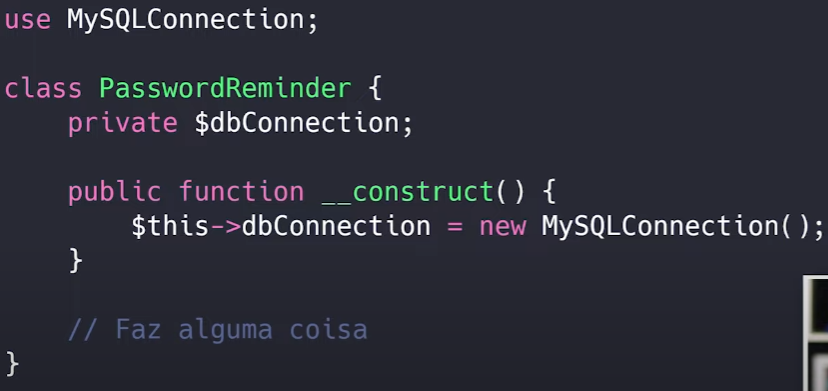 use MySQLConnection;
class PasswordReminder {
private $dbConnection;
public function __construct() {
$this->dbConnection = new MySQLConnection();
}
// Faz alguma coisa
}